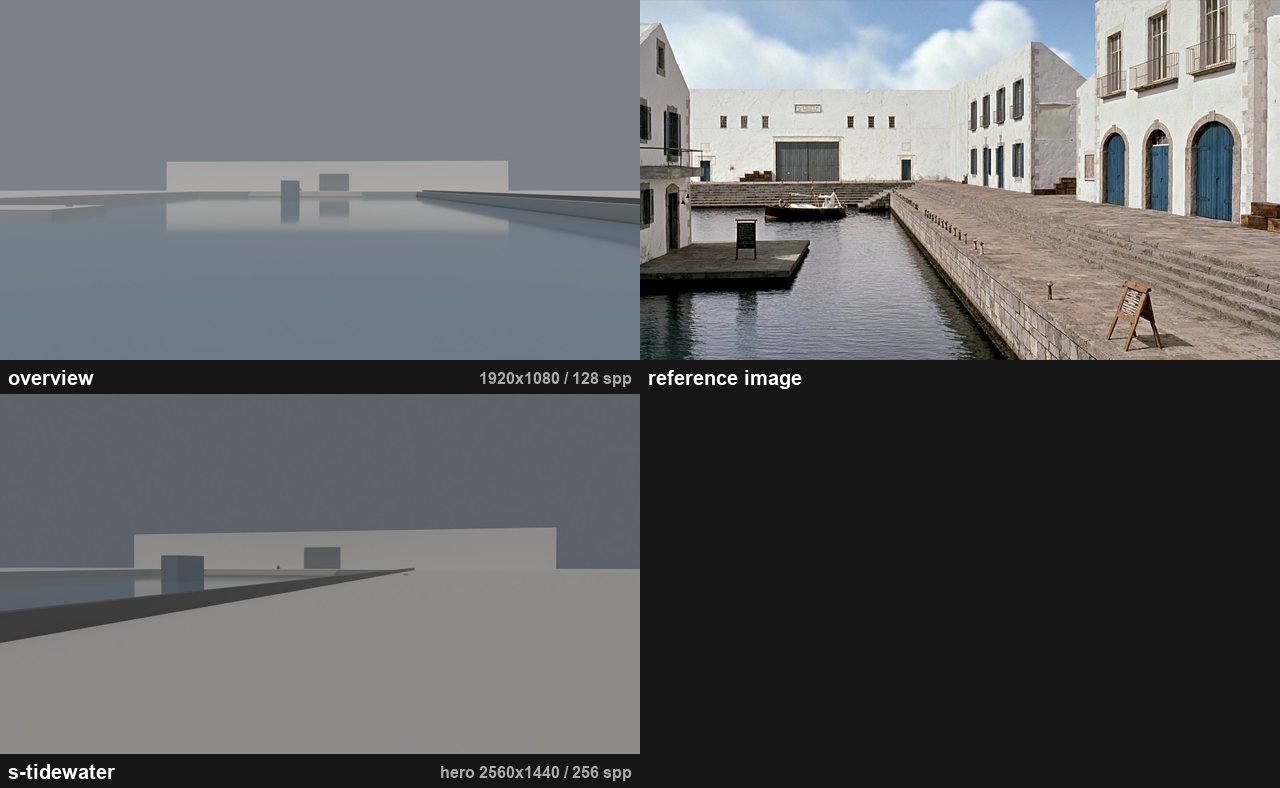 overview
1920x1080 / 128 spp
reference image
s-tidewater
hero 2560x1440 / 256 spp